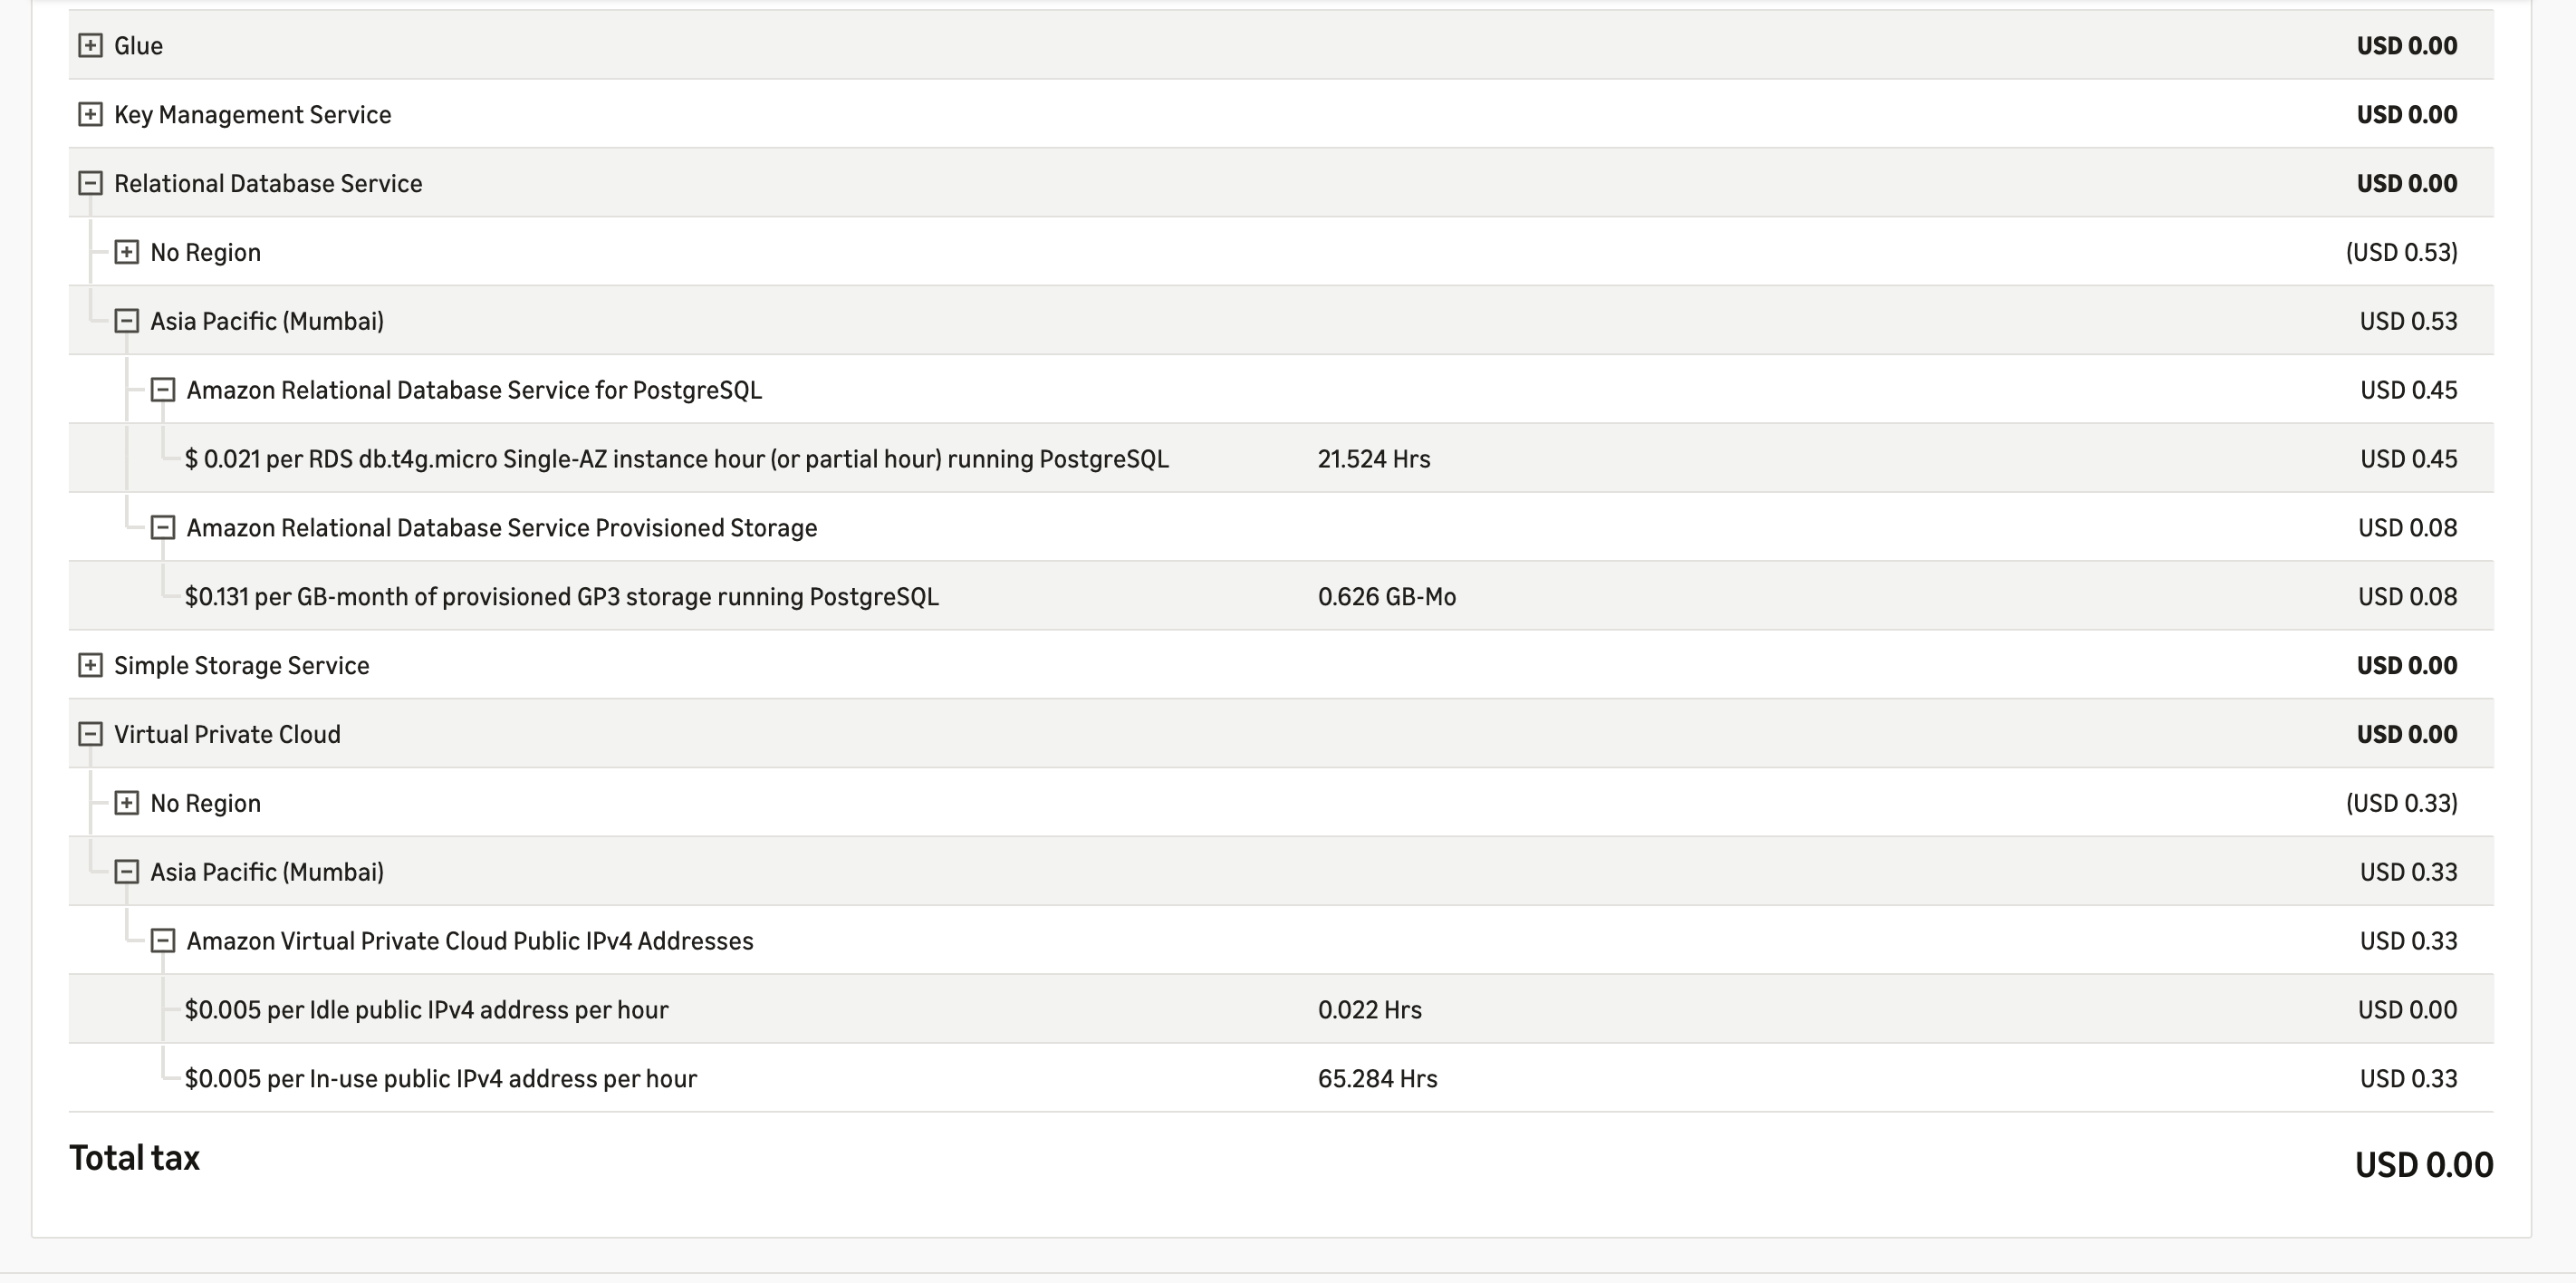 Glue USD 0.00
Key Management Service USD 0.00
Relational Database Service USD 0.00
No Region (USD 0.53)
Asia Pacific (Mumbai) USD 0.53
Amazon Relational Database Service for PostgreSQL USD 0.45
$ 0.021 per RDS db.t4g.micro Single-AZ instance hour (or partial hour) running PostgreSQL 21.524 Hrs USD 0.45
Amazon Relational Database Service Provisioned Storage USD 0.08
$0.131 per GB-month of provisioned GP3 storage running PostgreSQL 0.626 GB-Mo USD 0.08
Simple Storage Service USD 0.00
Virtual Private Cloud USD 0.00
No Region (USD 0.33)
Asia Pacific (Mumbai) USD 0.33
Amazon Virtual Private Cloud Public IPv4 Addresses USD 0.33
$0.005 per Idle public IPv4 address per hour 0.022 Hrs USD 0.00
$0.005 per In-use public IPv4 address per hour 65.284 Hrs USD 0.33
Total tax USD 0.00